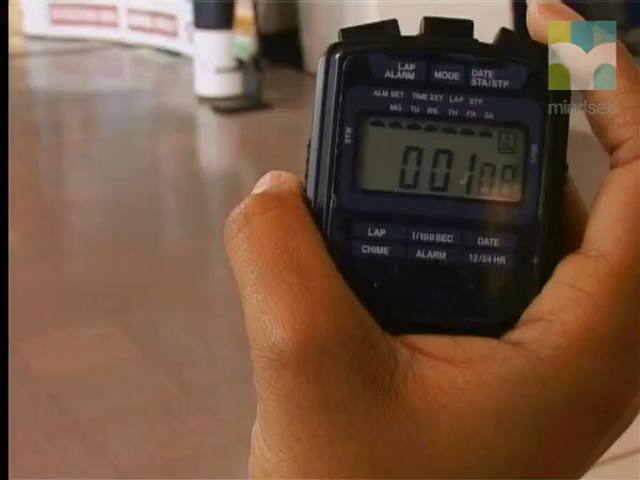 mindset
LAP MODE DATE
ALARM STA/STP
ALM SET TIME SET LAP STP
MO TU WE TH FR SA
001
LAP 1/100 SEC DATE
CHIME ALARM 12/24 HR